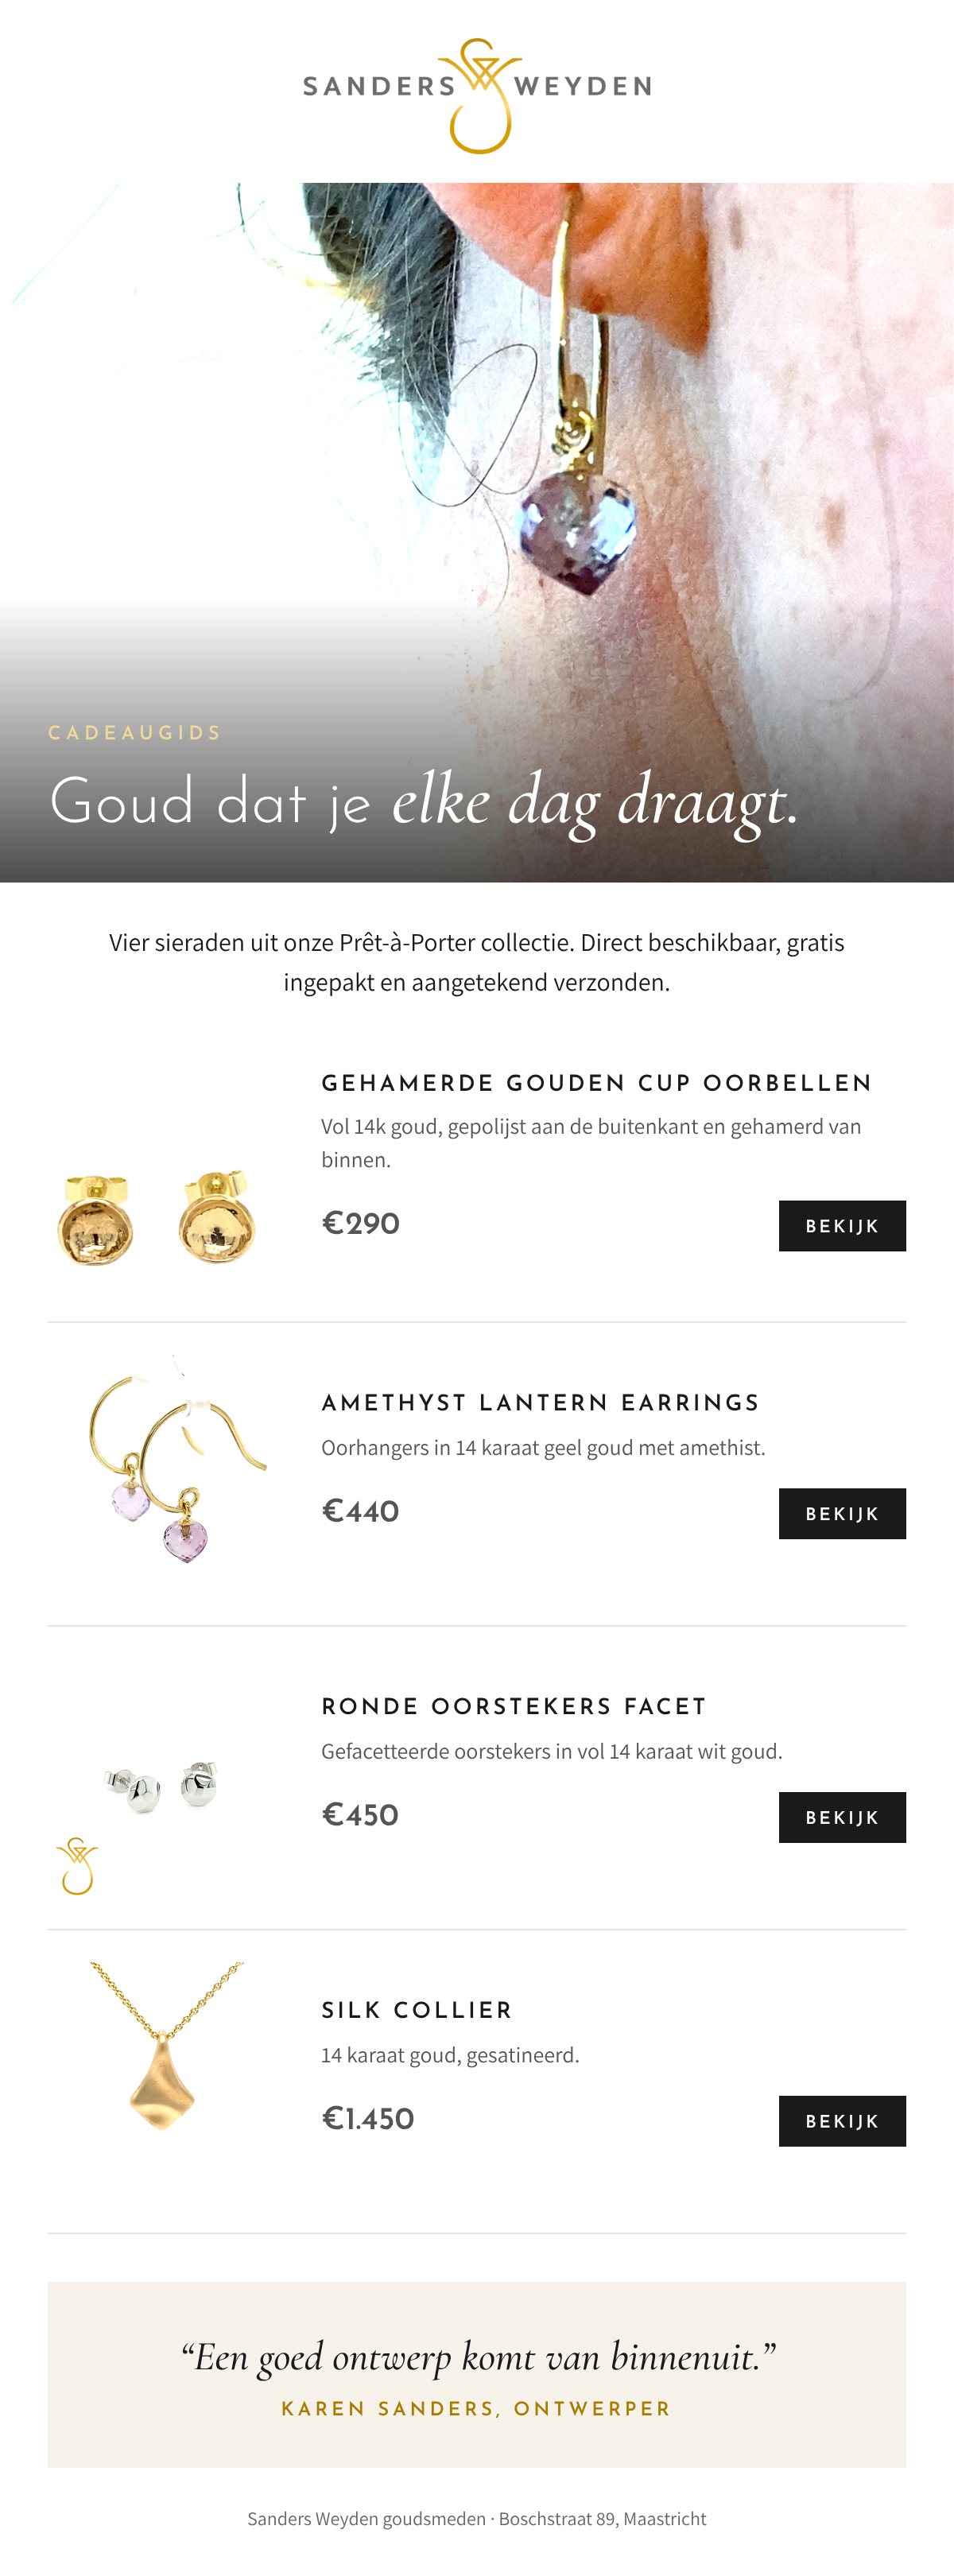 SANDERS WEYDEN
CADEAUGIDS
Goud dat je elke dag draagt.
Vier sieraden uit onze Prêt-à-Porter collectie. Direct beschikbaar, gratis
ingepakt en aangetekend verzonden.
GEHAMERDE GOUDEN CUP OORBELLEN
Vol 14k goud, gepolijst aan de buitenkant en gehamerd van
binnen.
€290
BEKIJK
AMETHYST LANTERN EARRINGS
Oorhangers in 14 karaat geel goud met amethist.
€440
BEKIJK
RONDE OORSTEKERS FACET
Gefacetteerde oorstekers in vol 14 karaat wit goud.
€450
BEKIJK
SILK COLLIER
14 karaat goud, gesatineerd.
€1.450
BEKIJK
“Een goed ontwerp komt van binnenuit.”
KAREN SANDERS, ONTWERPER
Sanders Weyden goudsmeden · Boschstraat 89, Maastricht